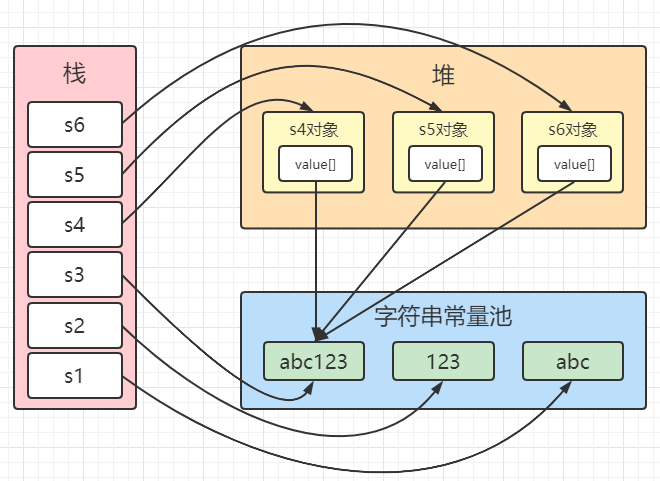 栈
s6
s5
s4
s3
s2
s1
堆
s4对象
value[]
s5对象
value[]
s6对象
value[]
字符串常量池
abc123
123
abc